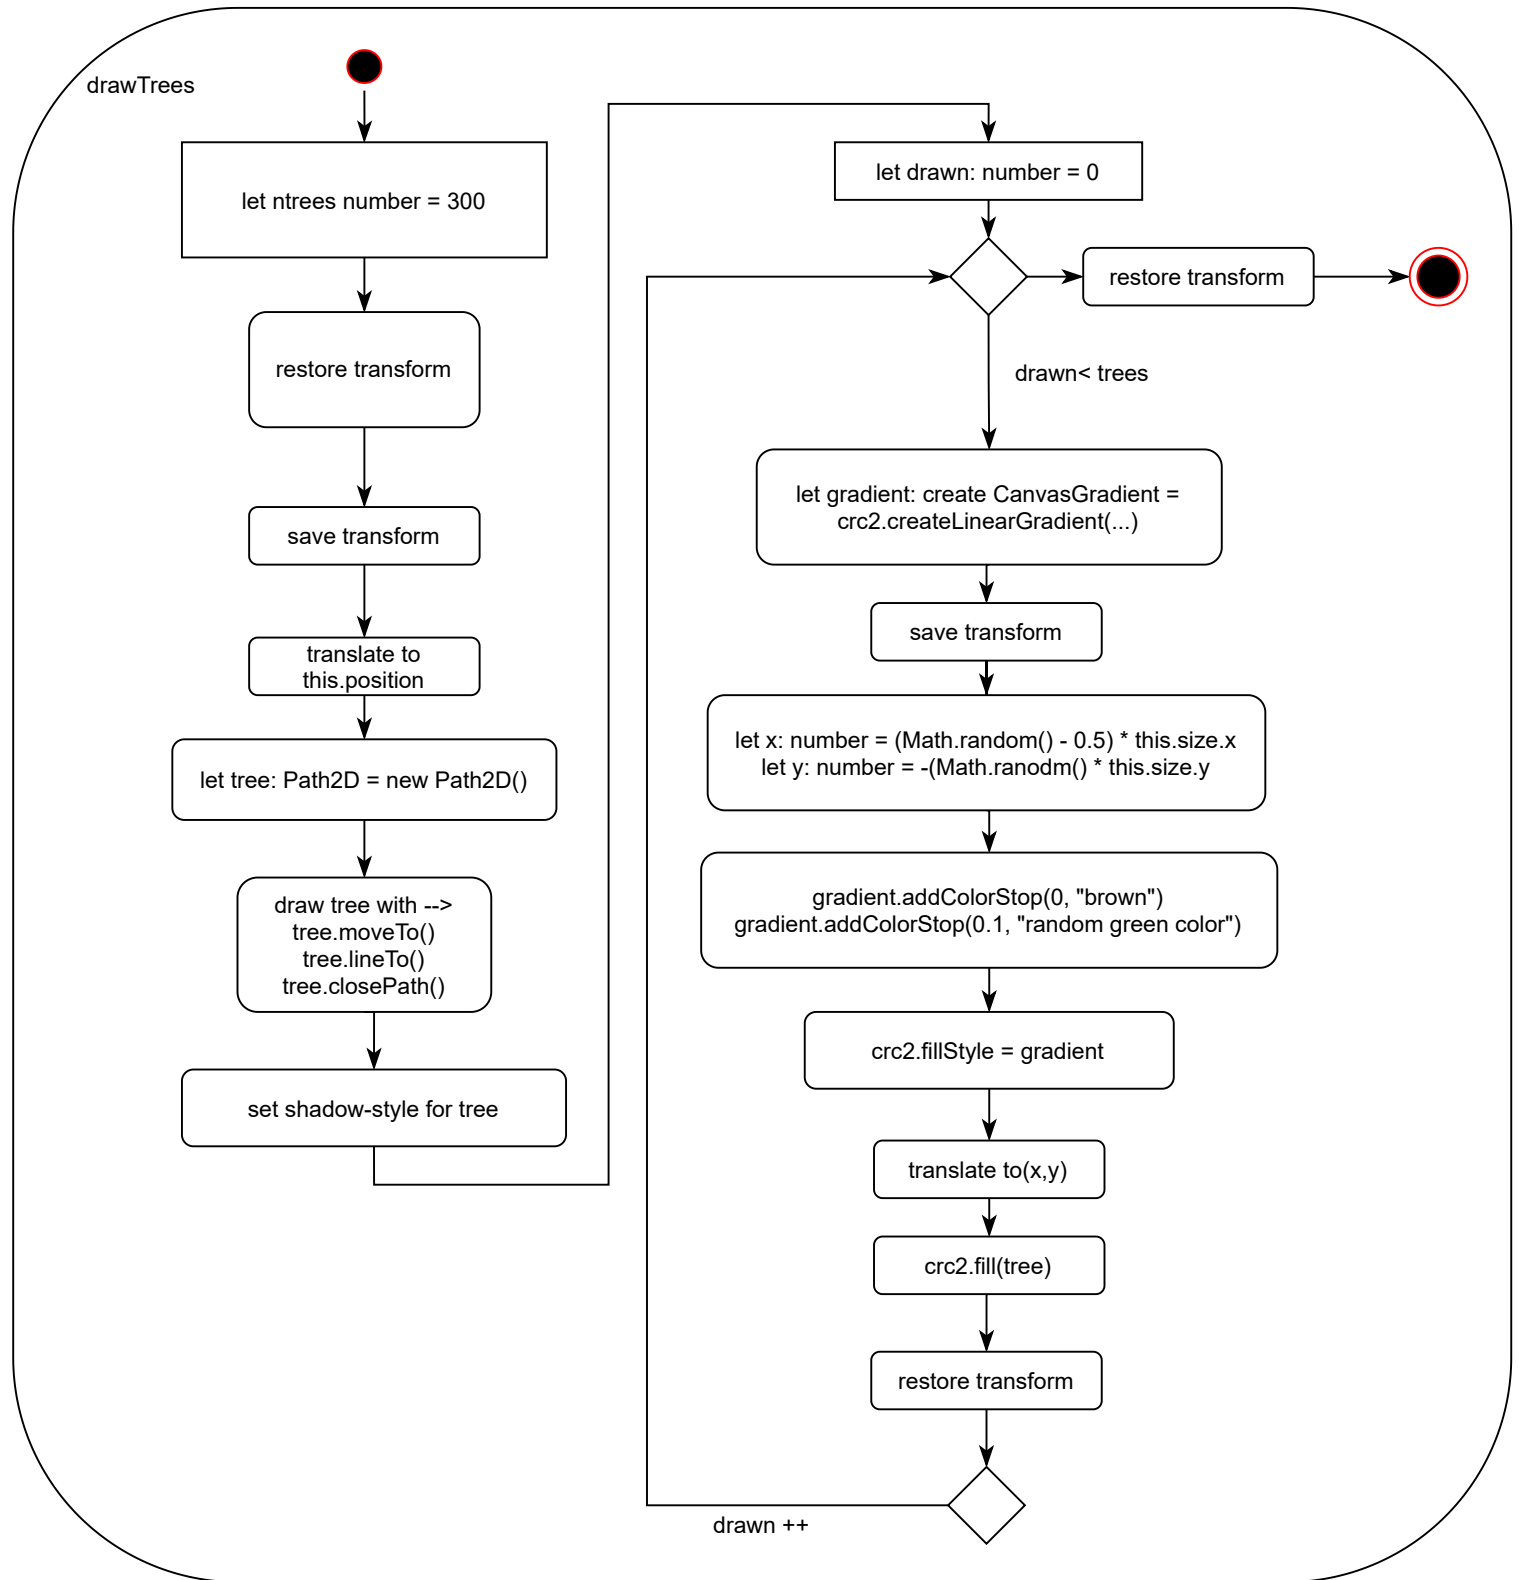 drawTrees
let ntrees number = 300
restore transform
save transform
translate to
this.position
let tree: Path2D = new Path2D()
draw tree with -->
tree.moveTo()
tree.lineTo()
tree.closePath()
set shadow-style for tree
let drawn: number = 0
restore transform
drawn< trees
let gradient: create CanvasGradient =
crc2.createLinearGradient(...)
save transform
let x: number = (Math.random() - 0.5) * this.size.x
let y: number = -(Math.ranodm() * this.size.y
gradient.addColorStop(0, "brown")
gradient.addColorStop(0.1, "random green color")
crc2.fillStyle = gradient
translate to(x,y)
crc2.fill(tree)
restore transform
drawn ++